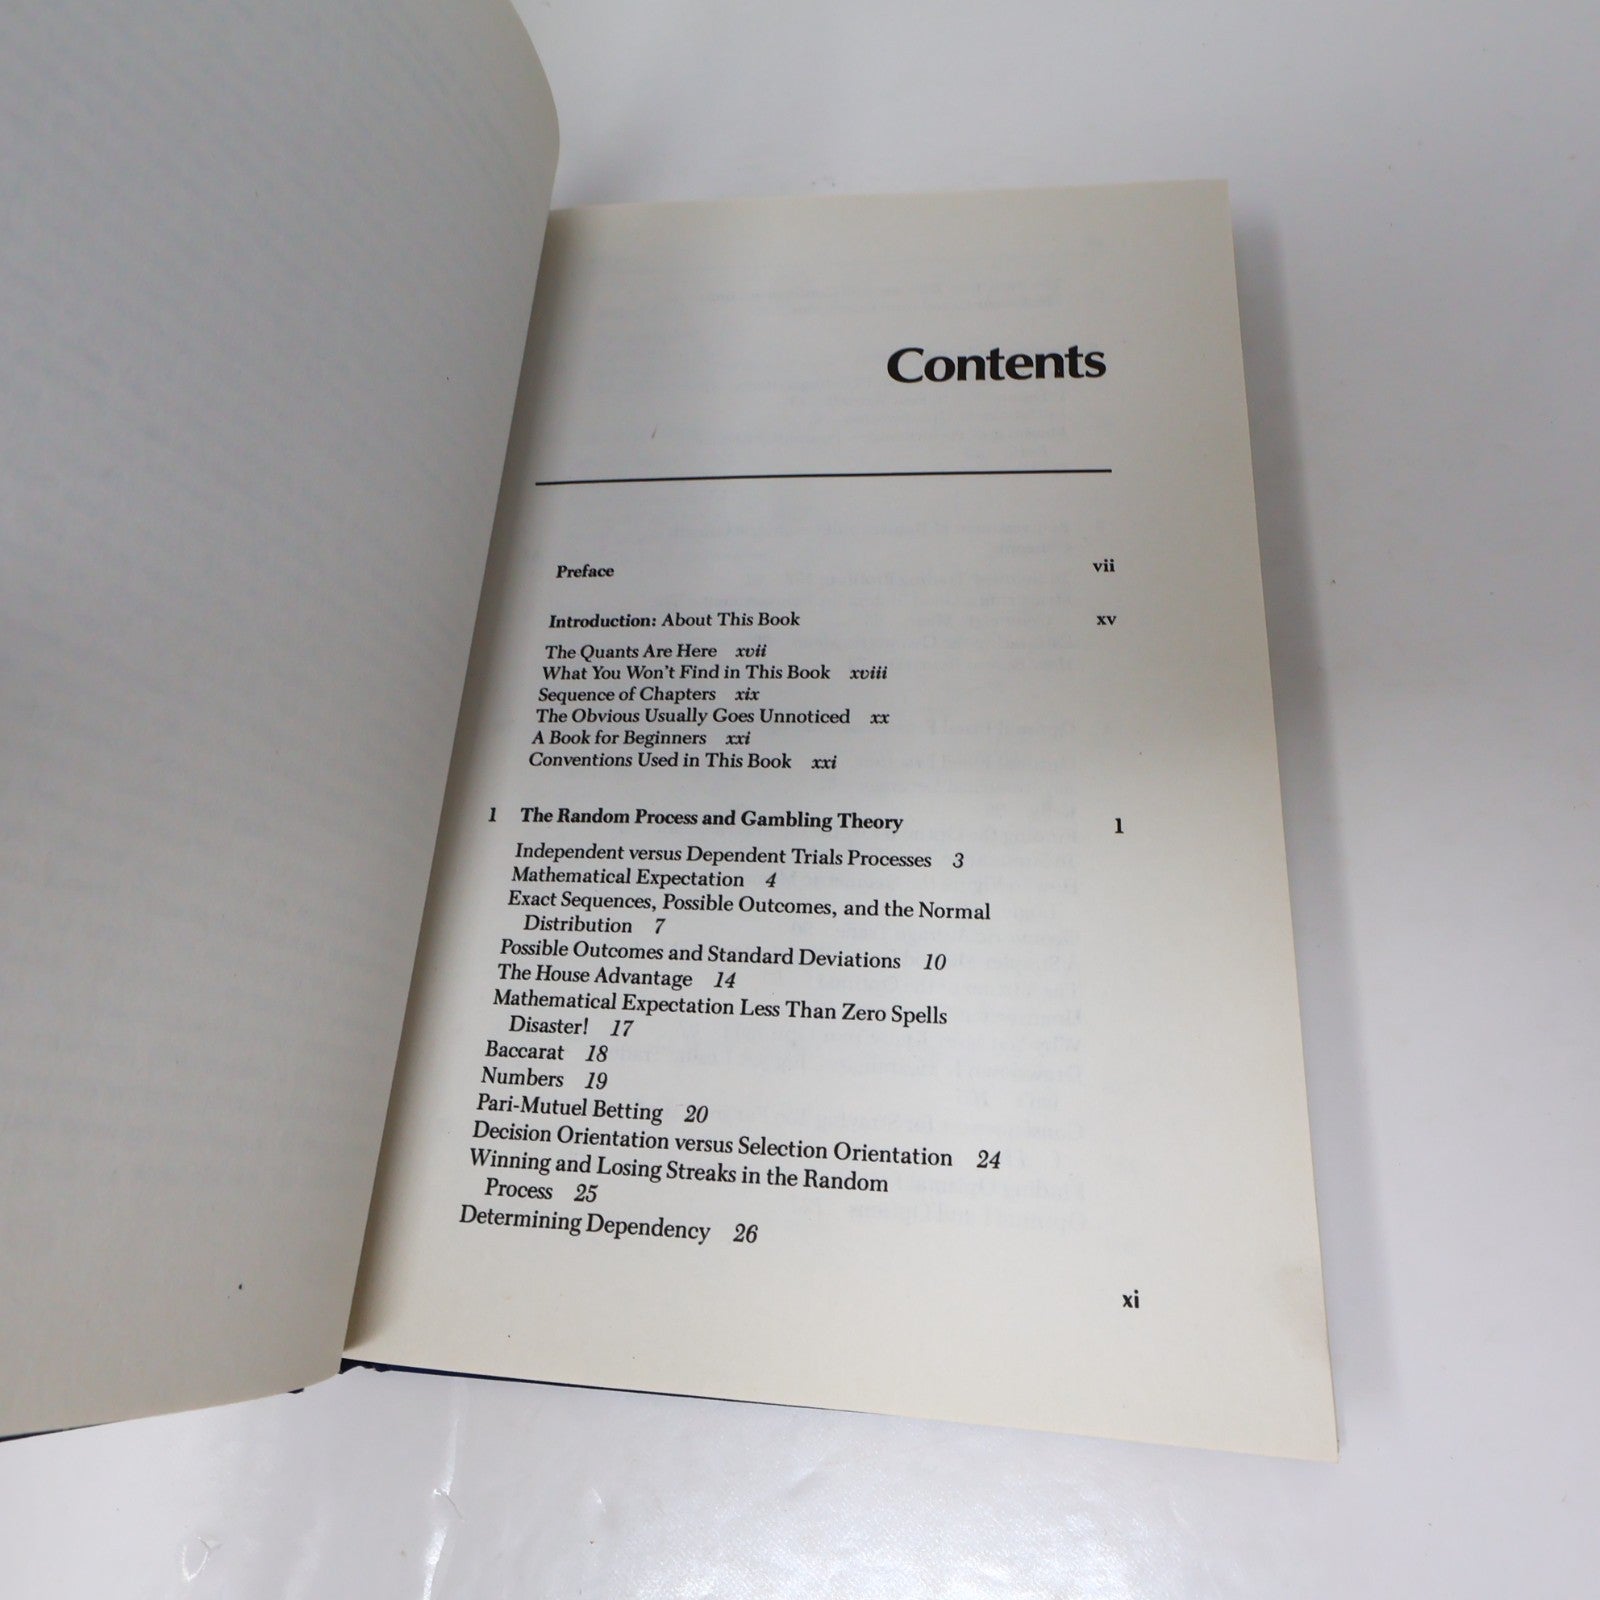 Contents
Preface vii
Introduction: About This Book xv
The Quants Are Here xvii
What You Won't Find in This Book xviii
Sequence of Chapters xix
The Obvious Usually Goes Unnoticed xx
A Book for Beginners xxi
Conventions Used in This Book xxi
1 The Random Process and Gambling Theory 1
Independent versus Dependent Trials Processes 3
Mathematical Expectation 4
Exact Sequences, Possible Outcomes, and the Normal
Distribution 7
Possible Outcomes and Standard Deviations 10
The House Advantage 14
Mathematical Expectation Less Than Zero Spells
Disaster! 17
Baccarat 18
Numbers 19
Pari-Mutuel Betting 20
Decision Orientation versus Selection Orientation 24
Winning and Losing Streaks in the Random
Process 25
Determining Dependency 26
xi